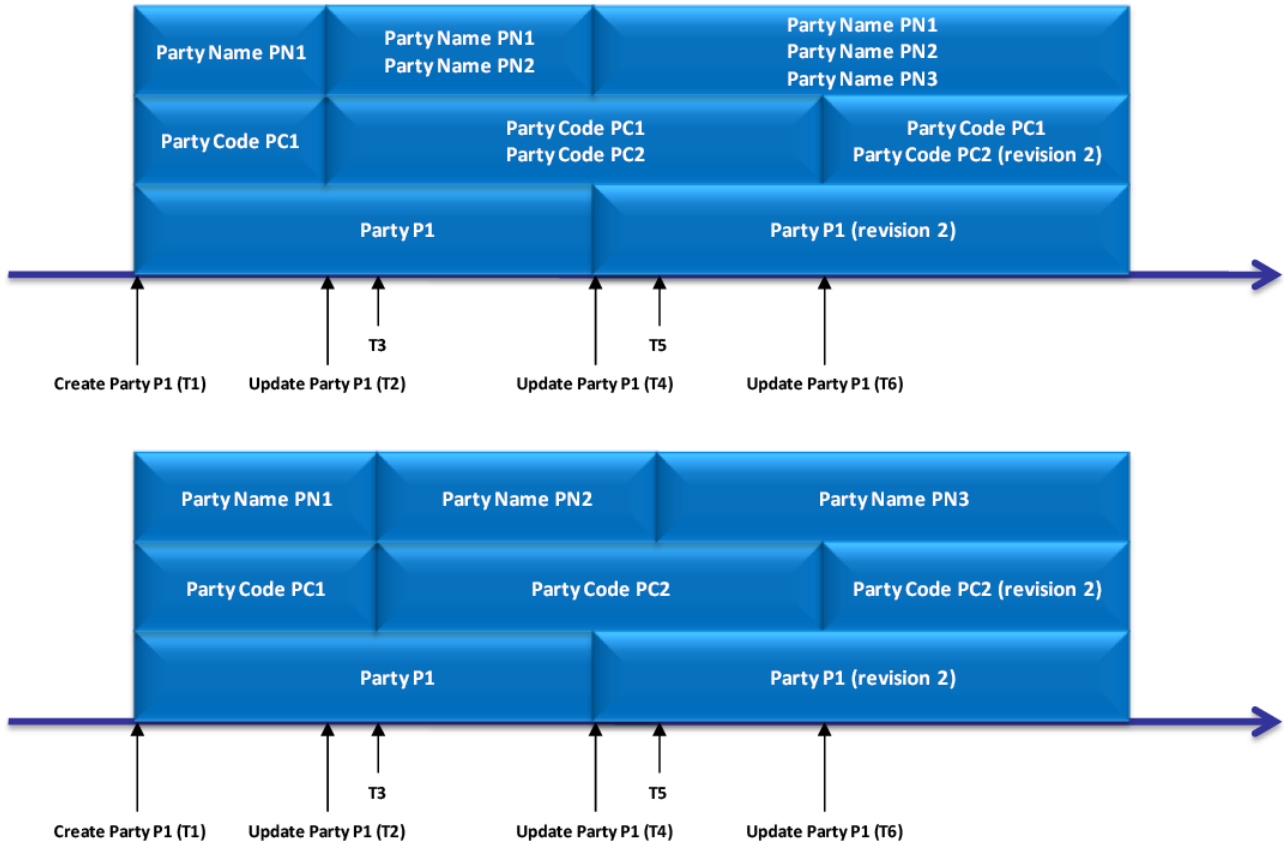 Party Name PN1
Party Name PN1
Party Name PN2
Party Name PN1
Party Name PN2
Party Name PN3
Party Code PC1
Party Code PC1
Party Code PC2
Party Code PC1
Party Code PC2 (revision 2)
Party P1
Party P1 (revision 2)
T3
T5
Create Party P1 (T1)
Update Party P1 (T2)
Update Party P1 (T4)
Update Party P1 (T6)
Party Name PN1
Party Name PN2
Party Name PN3
Party Code PC1
Party Code PC2
Party Code PC2 (revision 2)
Party P1
Party P1 (revision 2)
T3
T5
Create Party P1 (T1)
Update Party P1 (T2)
Update Party P1 (T4)
Update Party P1 (T6)